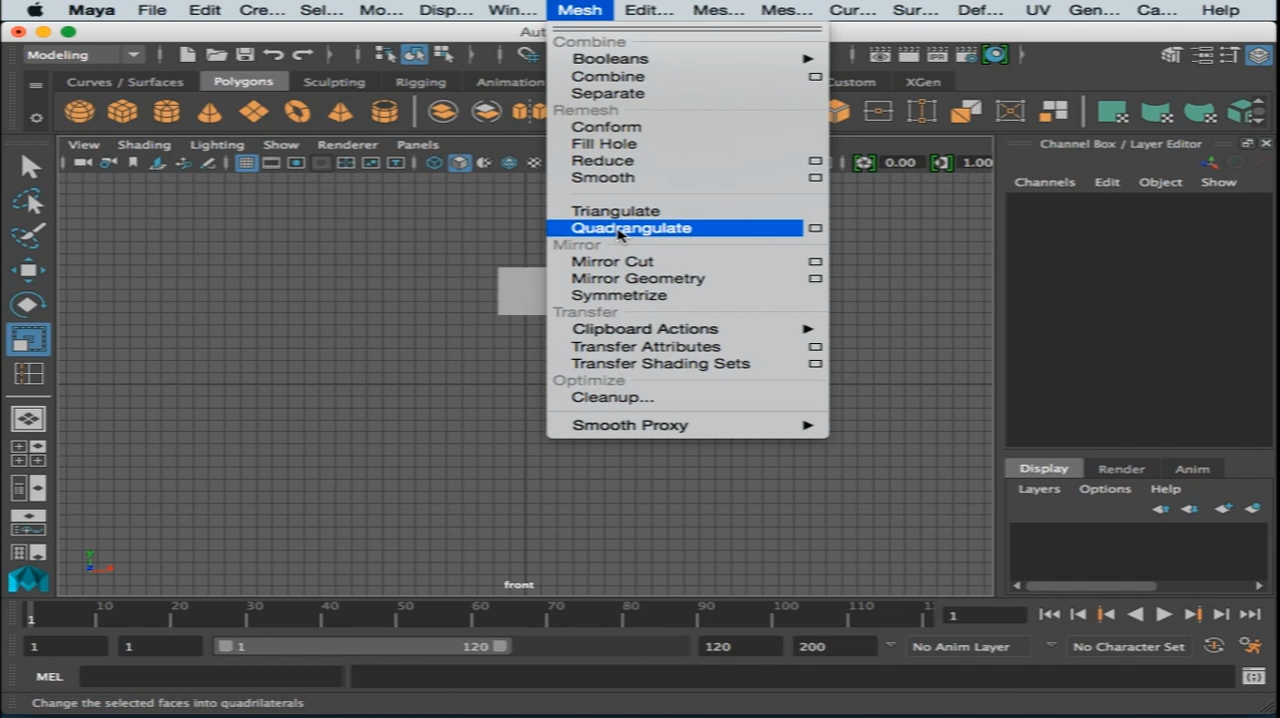 Maya File Edit Cre... Sel... Mo... Disp... Win... Mesh Edit... Mes... Mes... Cur... Sur... Def... UV Gen... Ca... Help
Aut
Modeling
Curves / Surfaces Polygons Sculpting Rigging Animation Custom XGen
View Shading Lighting Show Renderer Panels
0.00 1.00
Combine
Booleans
Combine
Separate
Remesh
Conform
Fill Hole
Reduce
Smooth
Triangulate
Quadrangulate
Mirror
Mirror Cut
Mirror Geometry
Symmetrize
Transfer
Clipboard Actions
Transfer Attributes
Transfer Shading Sets
Optimize
Cleanup...
Smooth Proxy
Channel Box / Layer Editor
Channels Edit Object Show
Display Render Anim
Layers Options Help
front
1 10 20 30 40 50 60 70 80 90 100 110 1
1 1 1 120 120 200 No Anim Layer No Character Set
MEL
Change the selected faces into quadrilaterals